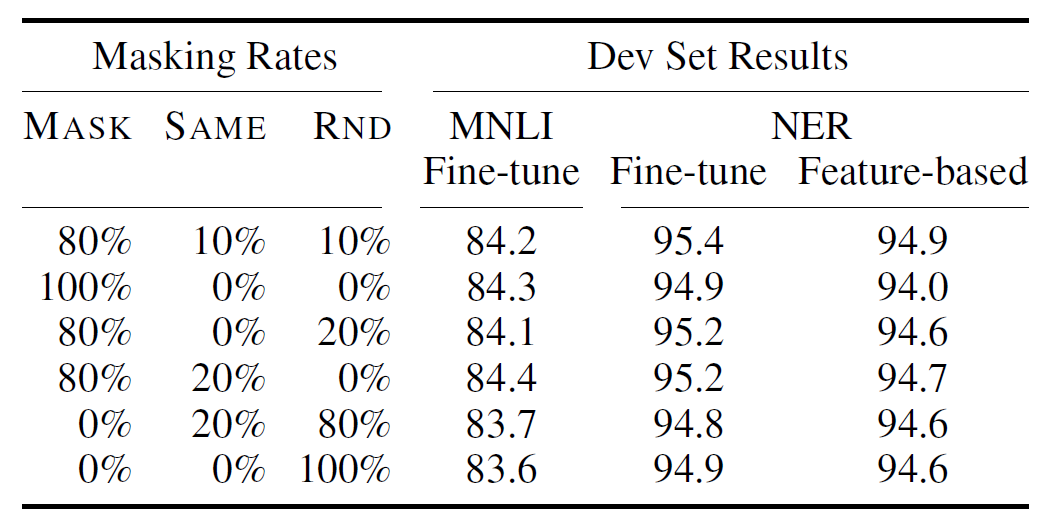 Masking Rates Dev Set Results
MASK SAME RND MNLI NER
Fine-tune Fine-tune Feature-based
80% 10% 10% 84.2 95.4 94.9
100% 0% 0% 84.3 94.9 94.0
80% 0% 20% 84.1 95.2 94.6
80% 20% 0% 84.4 95.2 94.7
0% 20% 80% 83.7 94.8 94.6
0% 0% 100% 83.6 94.9 94.6